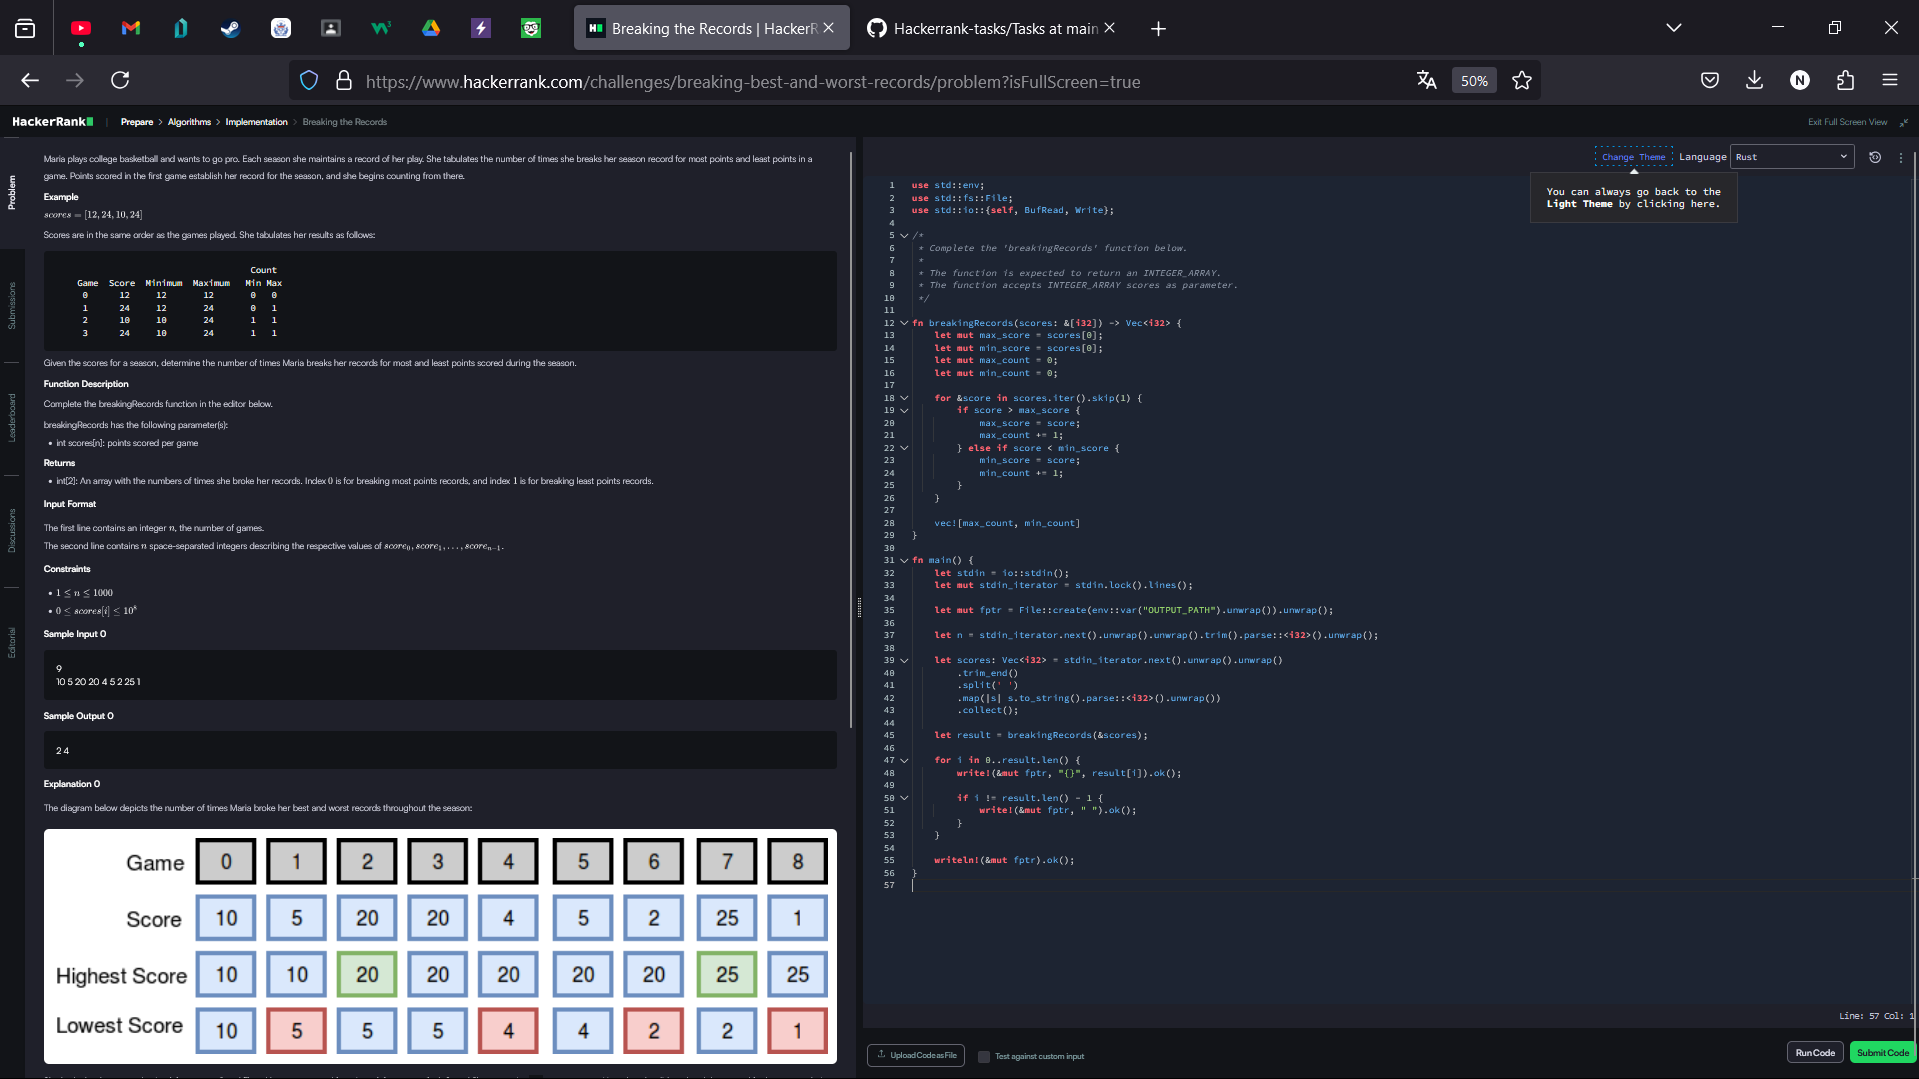 Breaking the Records | HackerR
Hackerrank-tasks/Tasks at main
https://www.hackerrank.com/challenges/breaking-best-and-worst-records/problem?isFullScreen=true
50%
N
HackerRank
Prepare > Algorithms > Implementation > Breaking the Records
Exit Full Screen View
Problem
Submissions
Leaderboard
Discussions
Editorial
Maria plays college basketball and wants to go pro. Each season she maintains a record of her play. She tabulates the number of times she breaks her season record for most points and least points in a
game. Points scored in the first game establish her record for the season, and she begins counting from there.
Example
scores = [12, 24, 10, 24]
Scores are in the same order as the games played. She tabulates her results as follows:
Count
Game Score Minimum Maximum Min Max
0 12 12 12 0 0
1 24 12 24 0 1
2 10 10 24 1 1
3 24 10 24 1 1
Given the scores for a season, determine the number of times Maria breaks her records for most and least points scored during the season.
Function Description
Complete the breakingRecords function in the editor below.
breakingRecords has the following parameter(s):
• int scores[n]: points scored per game
Returns
• int[2]: An array with the numbers of times she broke her records. Index 0 is for breaking most points records, and index 1 is for breaking least points records.
Input Format
The first line contains an integer n, the number of games.
The second line contains n space-separated integers describing the respective values of score₀, score₁, . . . , scoreₙ₋₁.
Constraints
• 1 ≤ n ≤ 1000
• 0 ≤ scores[i] ≤ 10⁸
Sample Input 0
9
10 5 20 20 4 5 2 25 1
Sample Output 0
2 4
Explanation 0
The diagram below depicts the number of times Maria broke her best and worst records throughout the season:
Game 0 1 2 3 4 5 6 7 8
Score 10 5 20 20 4 5 2 25 1
Highest Score 10 10 20 20 20 20 20 25 25
Lowest Score 10 5 5 5 4 4 2 2 1
Change Theme Language Rust
You can always go back to the
Light Theme by clicking here.
1 use std::env;
2 use std::fs::File;
3 use std::io::{self, BufRead, Write};
4
5 /*
6 * Complete the 'breakingRecords' function below.
7 *
8 * The function is expected to return an INTEGER_ARRAY.
9 * The function accepts INTEGER_ARRAY scores as parameter.
10 */
11
12 fn breakingRecords(scores: &[i32]) -> Vec<i32> {
13 let mut max_score = scores[0];
14 let mut min_score = scores[0];
15 let mut max_count = 0;
16 let mut min_count = 0;
17
18 for &score in scores.iter().skip(1) {
19 if score > max_score {
20 max_score = score;
21 max_count += 1;
22 } else if score < min_score {
23 min_score = score;
24 min_count += 1;
25 }
26 }
27
28 vec![max_count, min_count]
29 }
30
31 fn main() {
32 let stdin = io::stdin();
33 let mut stdin_iterator = stdin.lock().lines();
34
35 let mut fptr = File::create(env::var("OUTPUT_PATH").unwrap()).unwrap();
36
37 let n = stdin_iterator.next().unwrap().unwrap().trim().parse::<i32>().unwrap();
38
39 let scores: Vec<i32> = stdin_iterator.next().unwrap().unwrap()
40 .trim_end()
41 .split(' ')
42 .map(|s| s.to_string().parse::<i32>().unwrap())
43 .collect();
44
45 let result = breakingRecords(&scores);
46
47 for i in 0..result.len() {
48 write!(&mut fptr, "{}", result[i]).ok();
49
50 if i != result.len() - 1 {
51 write!(&mut fptr, " ").ok();
52 }
53 }
54
55 writeln!(&mut fptr).ok();
56 }
57
Line: 57 Col: 1
Upload Code as File
Test against custom input
Run Code
Submit Code